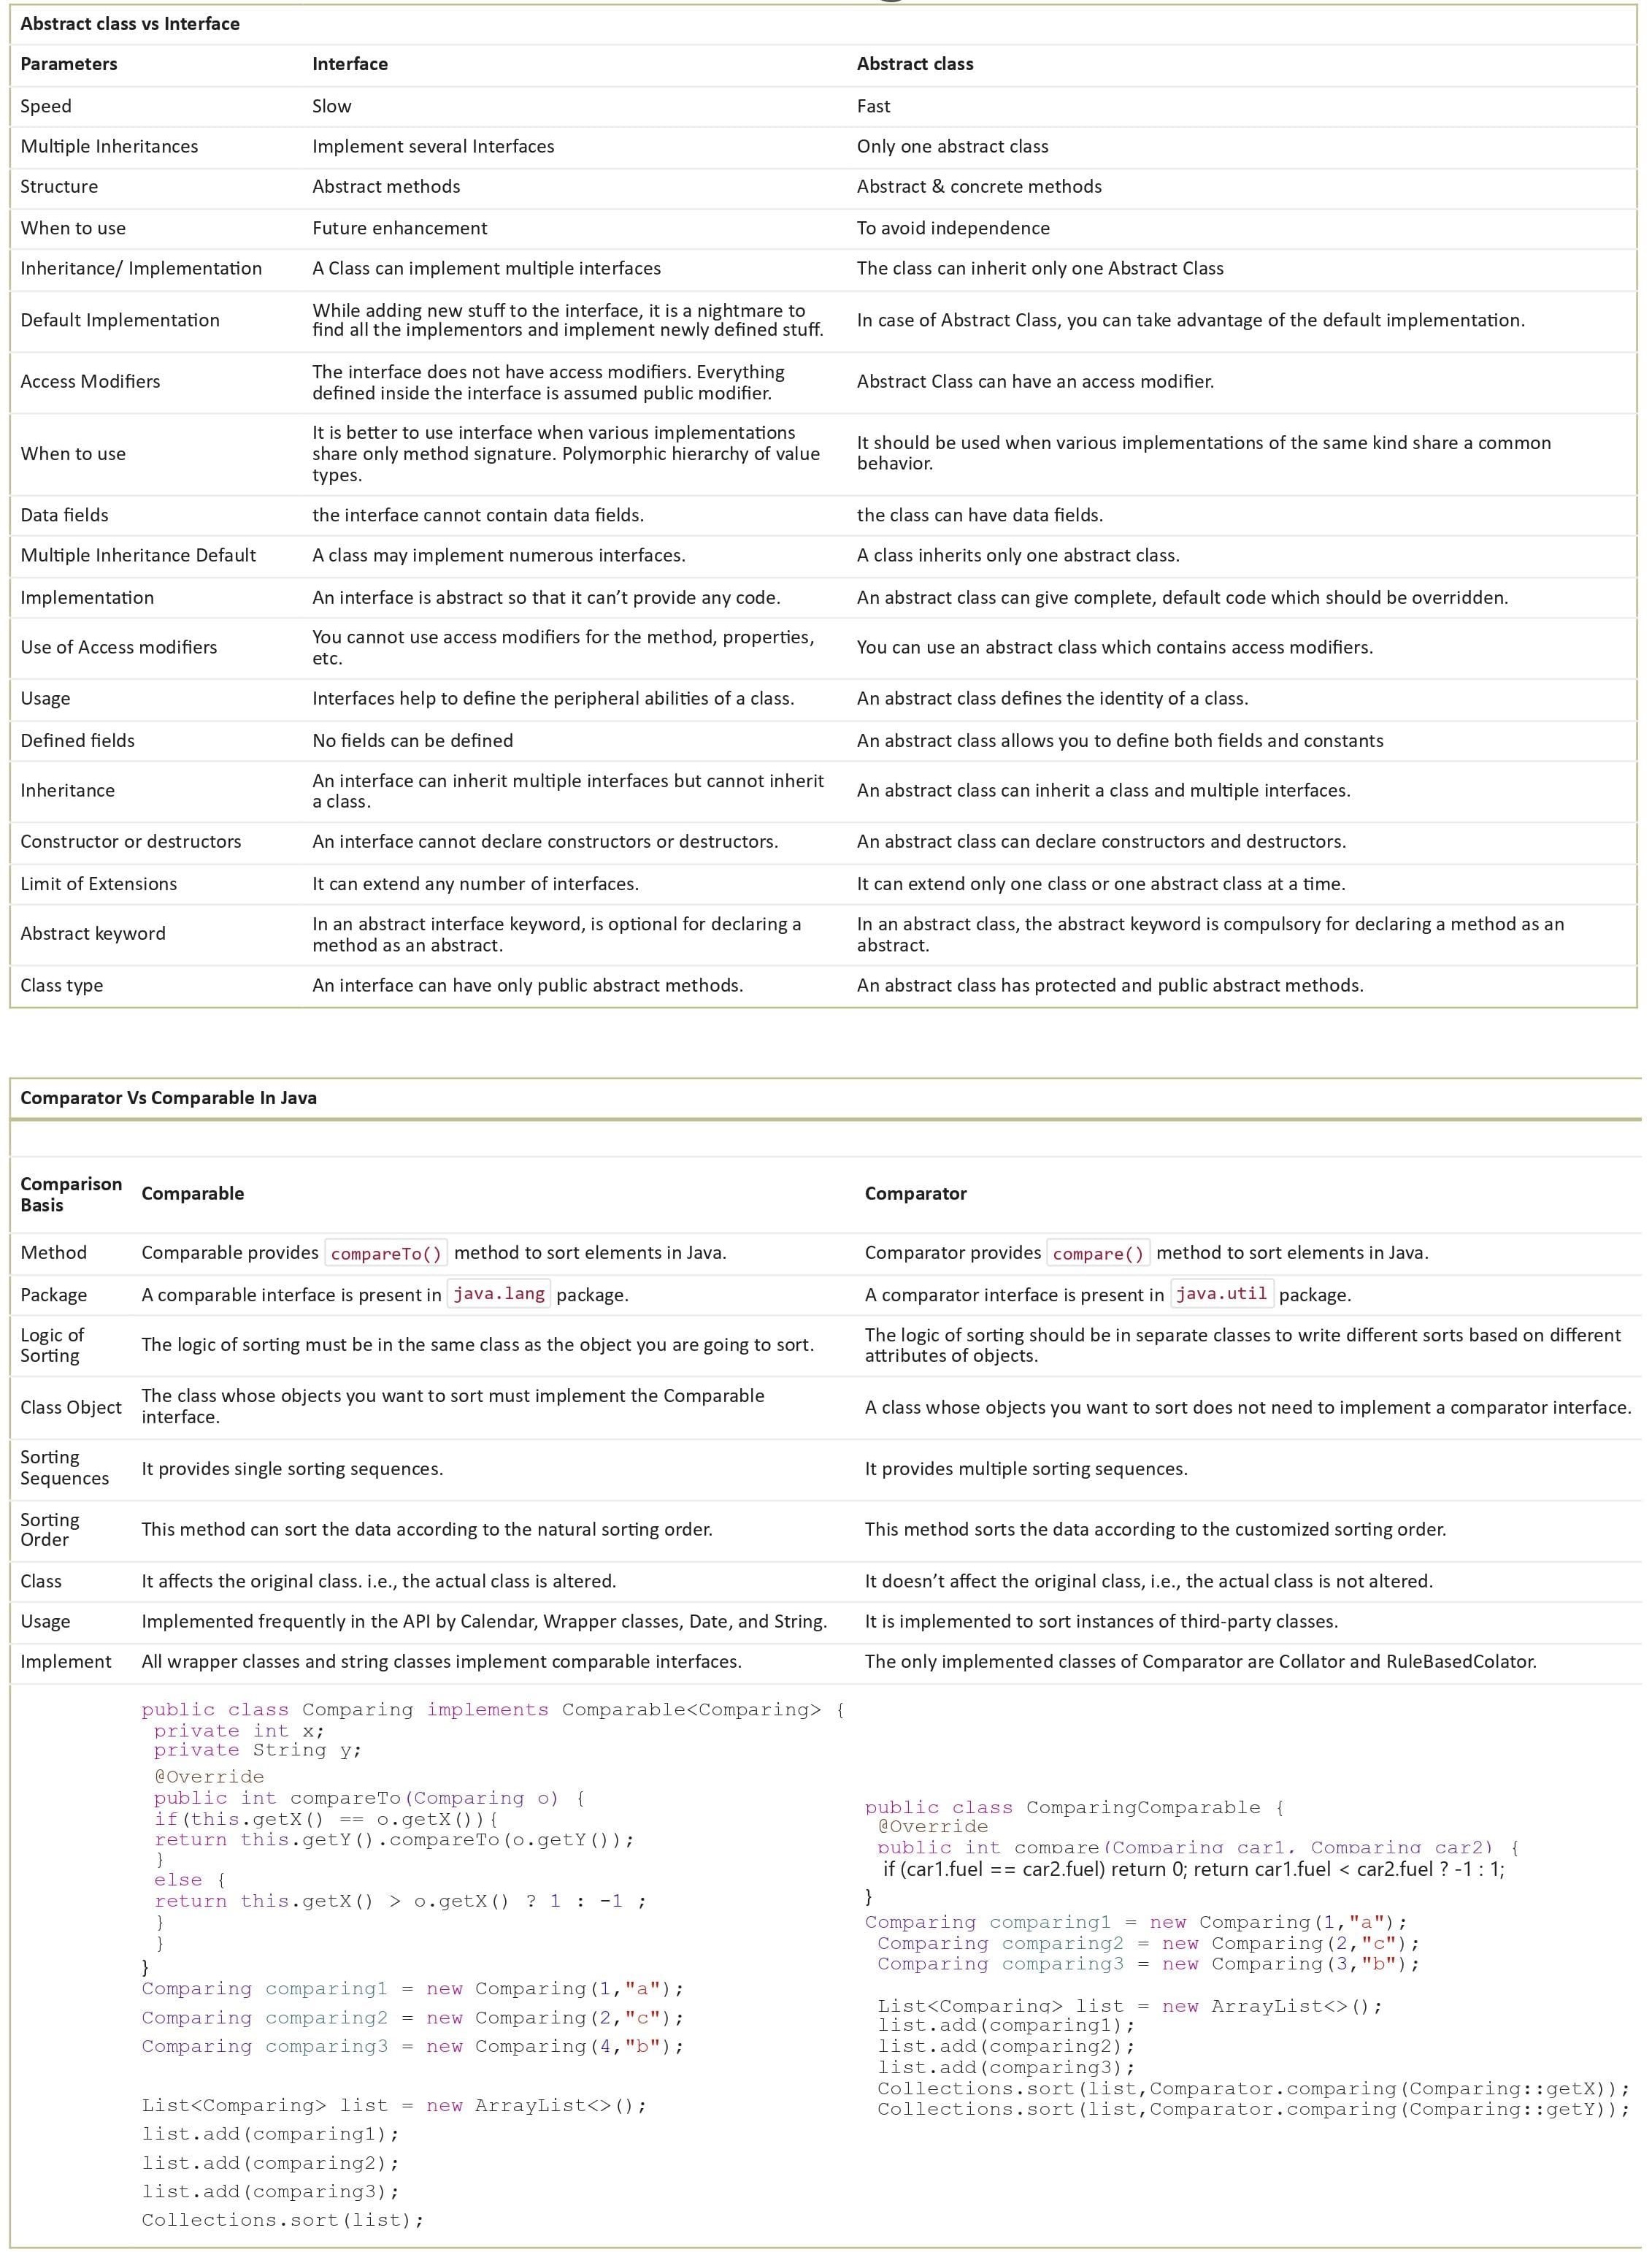 Abstract class vs Interface
Parameters Interface Abstract class
Speed Slow Fast
Multiple Inheritances Implement several Interfaces Only one abstract class
Structure Abstract methods Abstract & concrete methods
When to use Future enhancement To avoid independence
Inheritance/ Implementation A Class can implement multiple interfaces The class can inherit only one Abstract Class
Default Implementation While adding new stuff to the interface, it is a nightmare to
find all the implementors and implement newly defined stuff. In case of Abstract Class, you can take advantage of the default implementation.
Access Modifiers The interface does not have access modifiers. Everything
defined inside the interface is assumed public modifier. Abstract Class can have an access modifier.
When to use It is better to use interface when various implementations
share only method signature. Polymorphic hierarchy of value
types. It should be used when various implementations of the same kind share a common
behavior.
Data fields the interface cannot contain data fields. the class can have data fields.
Multiple Inheritance Default A class may implement numerous interfaces. A class inherits only one abstract class.
Implementation An interface is abstract so that it can’t provide any code. An abstract class can give complete, default code which should be overridden.
Use of Access modifiers You cannot use access modifiers for the method, properties,
etc. You can use an abstract class which contains access modifiers.
Usage Interfaces help to define the peripheral abilities of a class. An abstract class defines the identity of a class.
Defined fields No fields can be defined An abstract class allows you to define both fields and constants
Inheritance An interface can inherit multiple interfaces but cannot inherit
a class. An abstract class can inherit a class and multiple interfaces.
Constructor or destructors An interface cannot declare constructors or destructors. An abstract class can declare constructors and destructors.
Limit of Extensions It can extend any number of interfaces. It can extend only one class or one abstract class at a time.
Abstract keyword In an abstract interface keyword, is optional for declaring a
method as an abstract. In an abstract class, the abstract keyword is compulsory for declaring a method as an
abstract.
Class type An interface can have only public abstract methods. An abstract class has protected and public abstract methods.
Comparator Vs Comparable In Java
Comparison
Basis Comparable Comparator
Method Comparable provides compareTo() method to sort elements in Java. Comparator provides compare() method to sort elements in Java.
Package A comparable interface is present in java.lang package. A comparator interface is present in java.util package.
Logic of
Sorting The logic of sorting must be in the same class as the object you are going to sort. The logic of sorting should be in separate classes to write different sorts based on different
attributes of objects.
Class Object The class whose objects you want to sort must implement the Comparable
interface. A class whose objects you want to sort does not need to implement a comparator interface.
Sorting
Sequences It provides single sorting sequences. It provides multiple sorting sequences.
Sorting
Order This method can sort the data according to the natural sorting order. This method sorts the data according to the customized sorting order.
Class It affects the original class. i.e., the actual class is altered. It doesn’t affect the original class, i.e., the actual class is not altered.
Usage Implemented frequently in the API by Calendar, Wrapper classes, Date, and String. It is implemented to sort instances of third-party classes.
Implement All wrapper classes and string classes implement comparable interfaces. The only implemented classes of Comparator are Collator and RuleBasedColator.
public class Comparing implements Comparable<Comparing> {
private int x;
private String y;
@Override
public int compareTo(Comparing o) {
if(this.getX() == o.getX()){
return this.getY().compareTo(o.getY());
}
else {
return this.getX() > o.getX() ? 1 : -1 ;
}
}
}
Comparing comparing1 = new Comparing(1,"a");
Comparing comparing2 = new Comparing(2,"c");
Comparing comparing3 = new Comparing(4,"b");
List<Comparing> list = new ArrayList<>();
list.add(comparing1);
list.add(comparing2);
list.add(comparing3);
Collections.sort(list);
public class ComparingComparable {
@Override
public int compare(Comparing car1, Comparing car2) {
if (car1.fuel == car2.fuel) return 0; return car1.fuel < car2.fuel ? -1 : 1;
}
Comparing comparing1 = new Comparing(1,"a");
Comparing comparing2 = new Comparing(2,"c");
Comparing comparing3 = new Comparing(3,"b");
List<Comparing> list = new ArrayList<>();
list.add(comparing1);
list.add(comparing2);
list.add(comparing3);
Collections.sort(list,Comparator.comparing(Comparing::getX));
Collections.sort(list,Comparator.comparing(Comparing::getY));